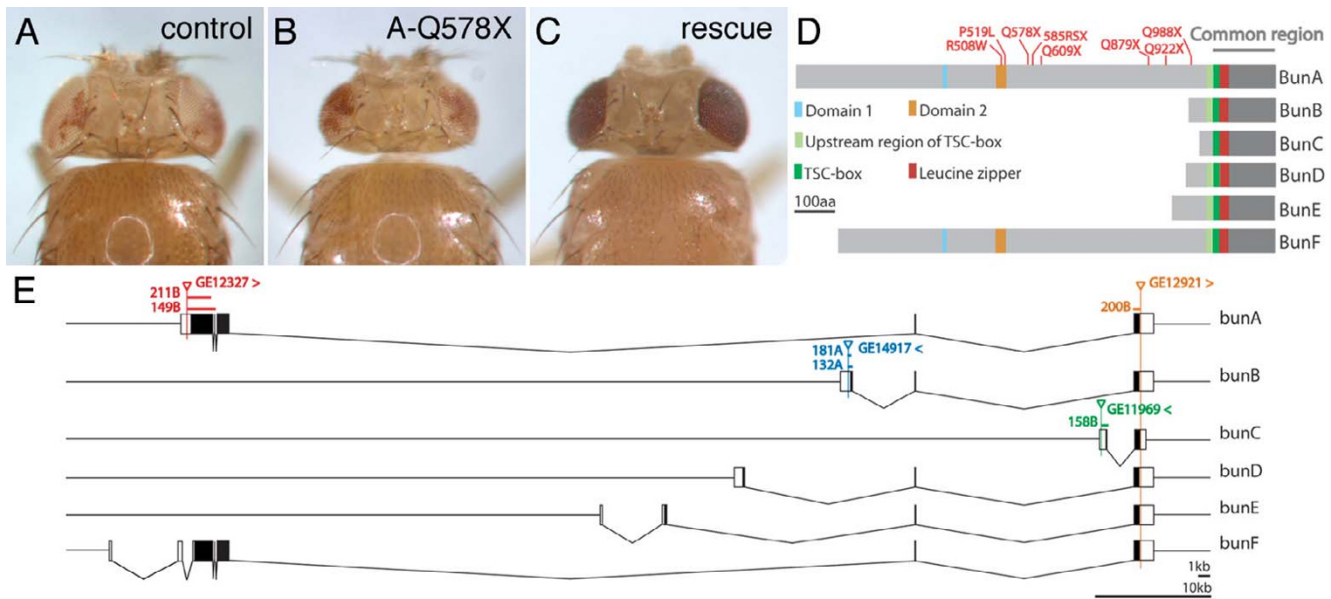 A control
B A-Q578X
C rescue
D
P519L Q578X 585RSX Q988X
R508W Q609X Q879X Q922X
Common region
BunA
BunB
BunC
BunD
BunE
BunF
Domain 1 Domain 2
Upstream region of TSC-box
TSC-box Leucine zipper
100aa
E
GE12327 >
211B
149B
GE12921 >
200B
bunA
181A GE14917 <
132A
bunB
GE11969 <
158B
bunC
bunD
bunE
bunF
1kb
10kb